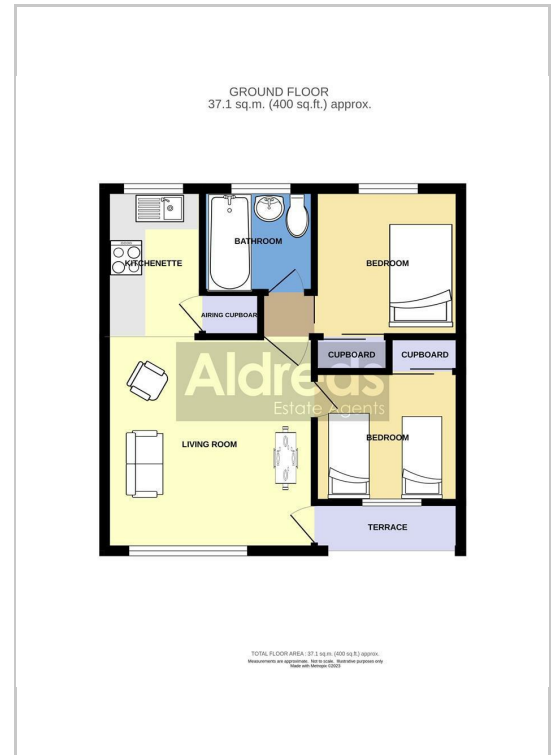 GROUND FLOOR
37.1 sq.m. (400 sq.ft.) approx.
BATHROOM
KITCHENETTE
BEDROOM
AIRING CUPBOARD
CUPBOARD
CUPBOARD
Aldreds
Estate Agents
BEDROOM
LIVING ROOM
TERRACE
TOTAL FLOOR AREA : 37.1 sq.m. (400 sq.ft.) approx.
Measurements are approximate. Not to scale. Illustrative purposes only
Made with Metropix ©2023